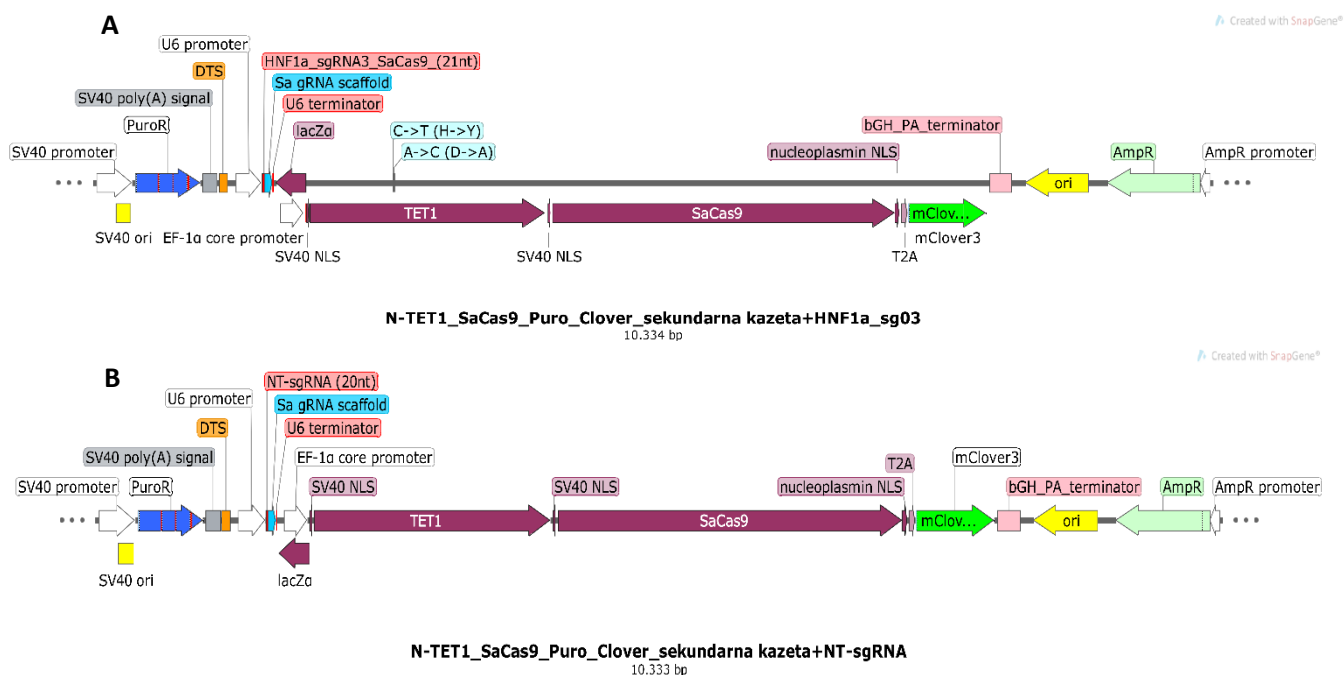 A
Created with SnapGene®
U6 promoter
HNF1a_sgRNA3_SaCas9_(21nt)
DTS
Sa gRNA scaffold
SV40 poly(A) signal
U6 terminator
PuroR
lacZα
C->T (H->Y)
bGH_PA_terminator
SV40 promoter
A->C (D->A)
nucleoplasmin NLS
AmpR
AmpR promoter
ori
TET1
SaCas9
mClov...
SV40 ori
EF-1α core promoter
mClover3
SV40 NLS
SV40 NLS
T2A
N-TET1_SaCas9_Puro_Clover_sekundarna kazeta+HNF1a_sg03
10.334 bp
Created with SnapGene®
B
NT-sgRNA (20nt)
U6 promoter
Sa gRNA scaffold
DTS
U6 terminator
SV40 poly(A) signal
EF-1α core promoter
T2A
mClover3
SV40 promoter
PuroR
SV40 NLS
SV40 NLS
nucleoplasmin NLS
bGH_PA_terminator
AmpR
AmpR promoter
TET1
SaCas9
mClov...
ori
SV40 ori
lacZα
N-TET1_SaCas9_Puro_Clover_sekundarna kazeta+NT-sgRNA
10.333 bp